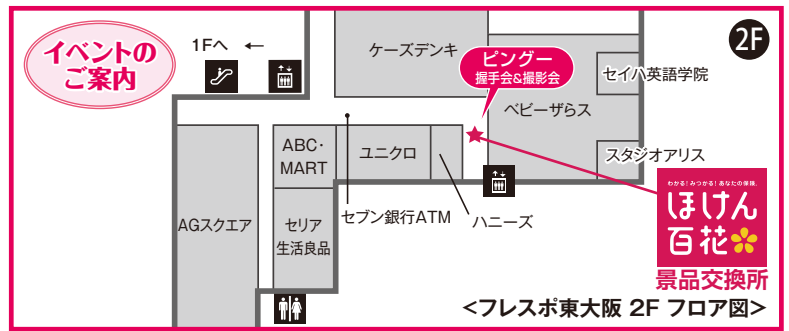 イベントの
ご案内
1Fへ ←
2F
ケーズデンキ
ピングー
握手会&撮影会
セイハ英語学院
ベビーざらス
ABC・
MART
ユニクロ
スタジオアリス
わかる!みつかる!あなたの保険。
ほけん
百花
AGスクエア
セリア
生活良品
セブン銀行ATM
ハニーズ
景品交換所
<フレスポ東大阪 2F フロア図>